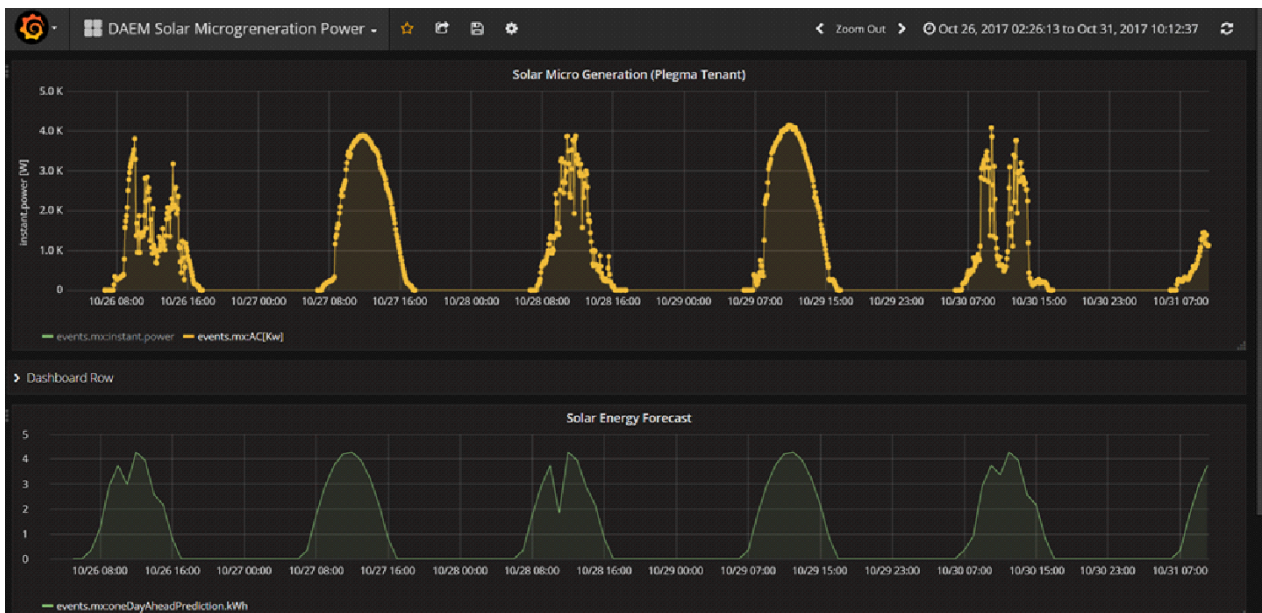 DAEM Solar Microgreneration Power
Zoom Out
Oct 26, 2017 02:26:13 to Oct 31, 2017 10:12:37
Solar Micro Generation (Plegma Tenant)
5.0 K
4.0 K
3.0 K
2.0 K
1.0 K
0
instant.power [W]
10/26 08:00 10/26 16:00 10/27 00:00 10/27 08:00 10/27 16:00 10/28 00:00 10/28 08:00 10/28 16:00 10/29 00:00 10/29 07:00 10/29 15:00 10/29 23:00 10/30 07:00 10/30 15:00 10/30 23:00 10/31 07:00
events.mx:instant.power events.mx:AC[Kw]
Dashboard Row
Solar Energy Forecast
5
4
3
2
1
0
10/26 08:00 10/26 16:00 10/27 00:00 10/27 08:00 10/27 16:00 10/28 00:00 10/28 08:00 10/28 16:00 10/29 00:00 10/29 07:00 10/29 15:00 10/29 23:00 10/30 07:00 10/30 15:00 10/30 23:00 10/31 07:00
events.mx:oneDayAheadPrediction.kWh